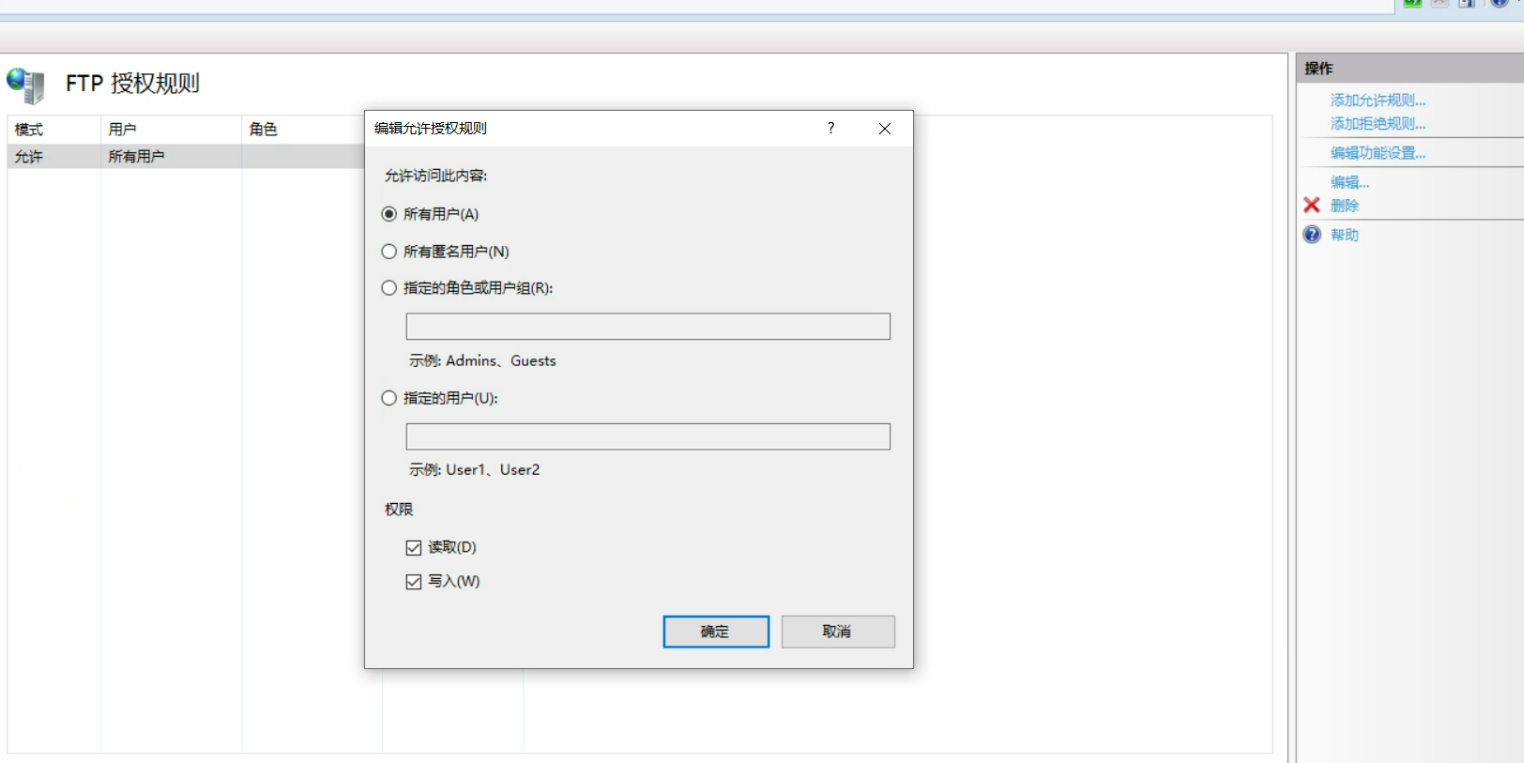 FTP 授权规则
模式 用户 角色
允许 所有用户
编辑允许授权规则 ?
允许访问此内容:
所有用户(A)
所有匿名用户(N)
指定的角色或用户组(R):
示例: Admins、Guests
指定的用户(U):
示例: User1、User2
权限
读取(D)
写入(W)
确定 取消
操作
添加允许规则...
添加拒绝规则...
编辑功能设置...
编辑...
删除
帮助